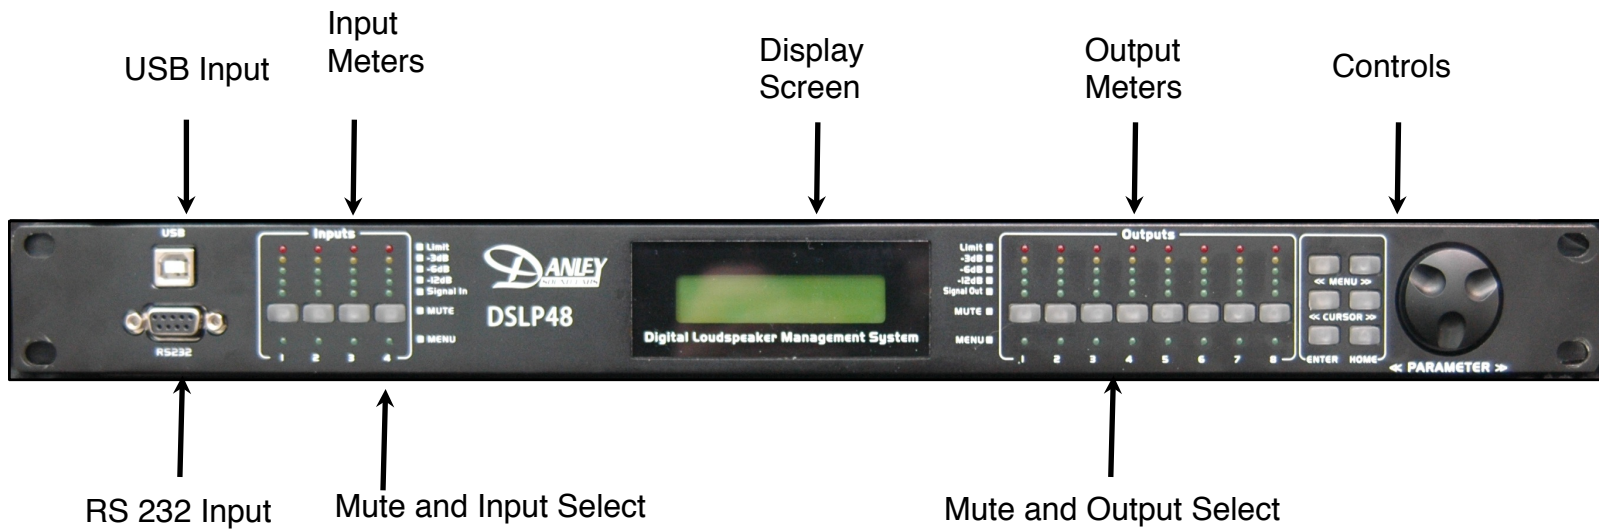 Input
Meters
USB Input
Display
Screen
Output
Meters
Controls
USB
Inputs
Limit
-3dB
-6dB
-12dB
Signal In
MUTE
MENU
1 2 3 4
RS232
DANLEY
SOUND LABS
DSLP48
Digital Loudspeaker Management System
Outputs
Limit
-3dB
-6dB
-12dB
Signal Out
MUTE
MENU
1 2 3 4 5 6 7 8
<< MENU >>
<< CURSOR >>
ENTER HOME
<< PARAMETER >>
RS 232 Input
Mute and Input Select
Mute and Output Select